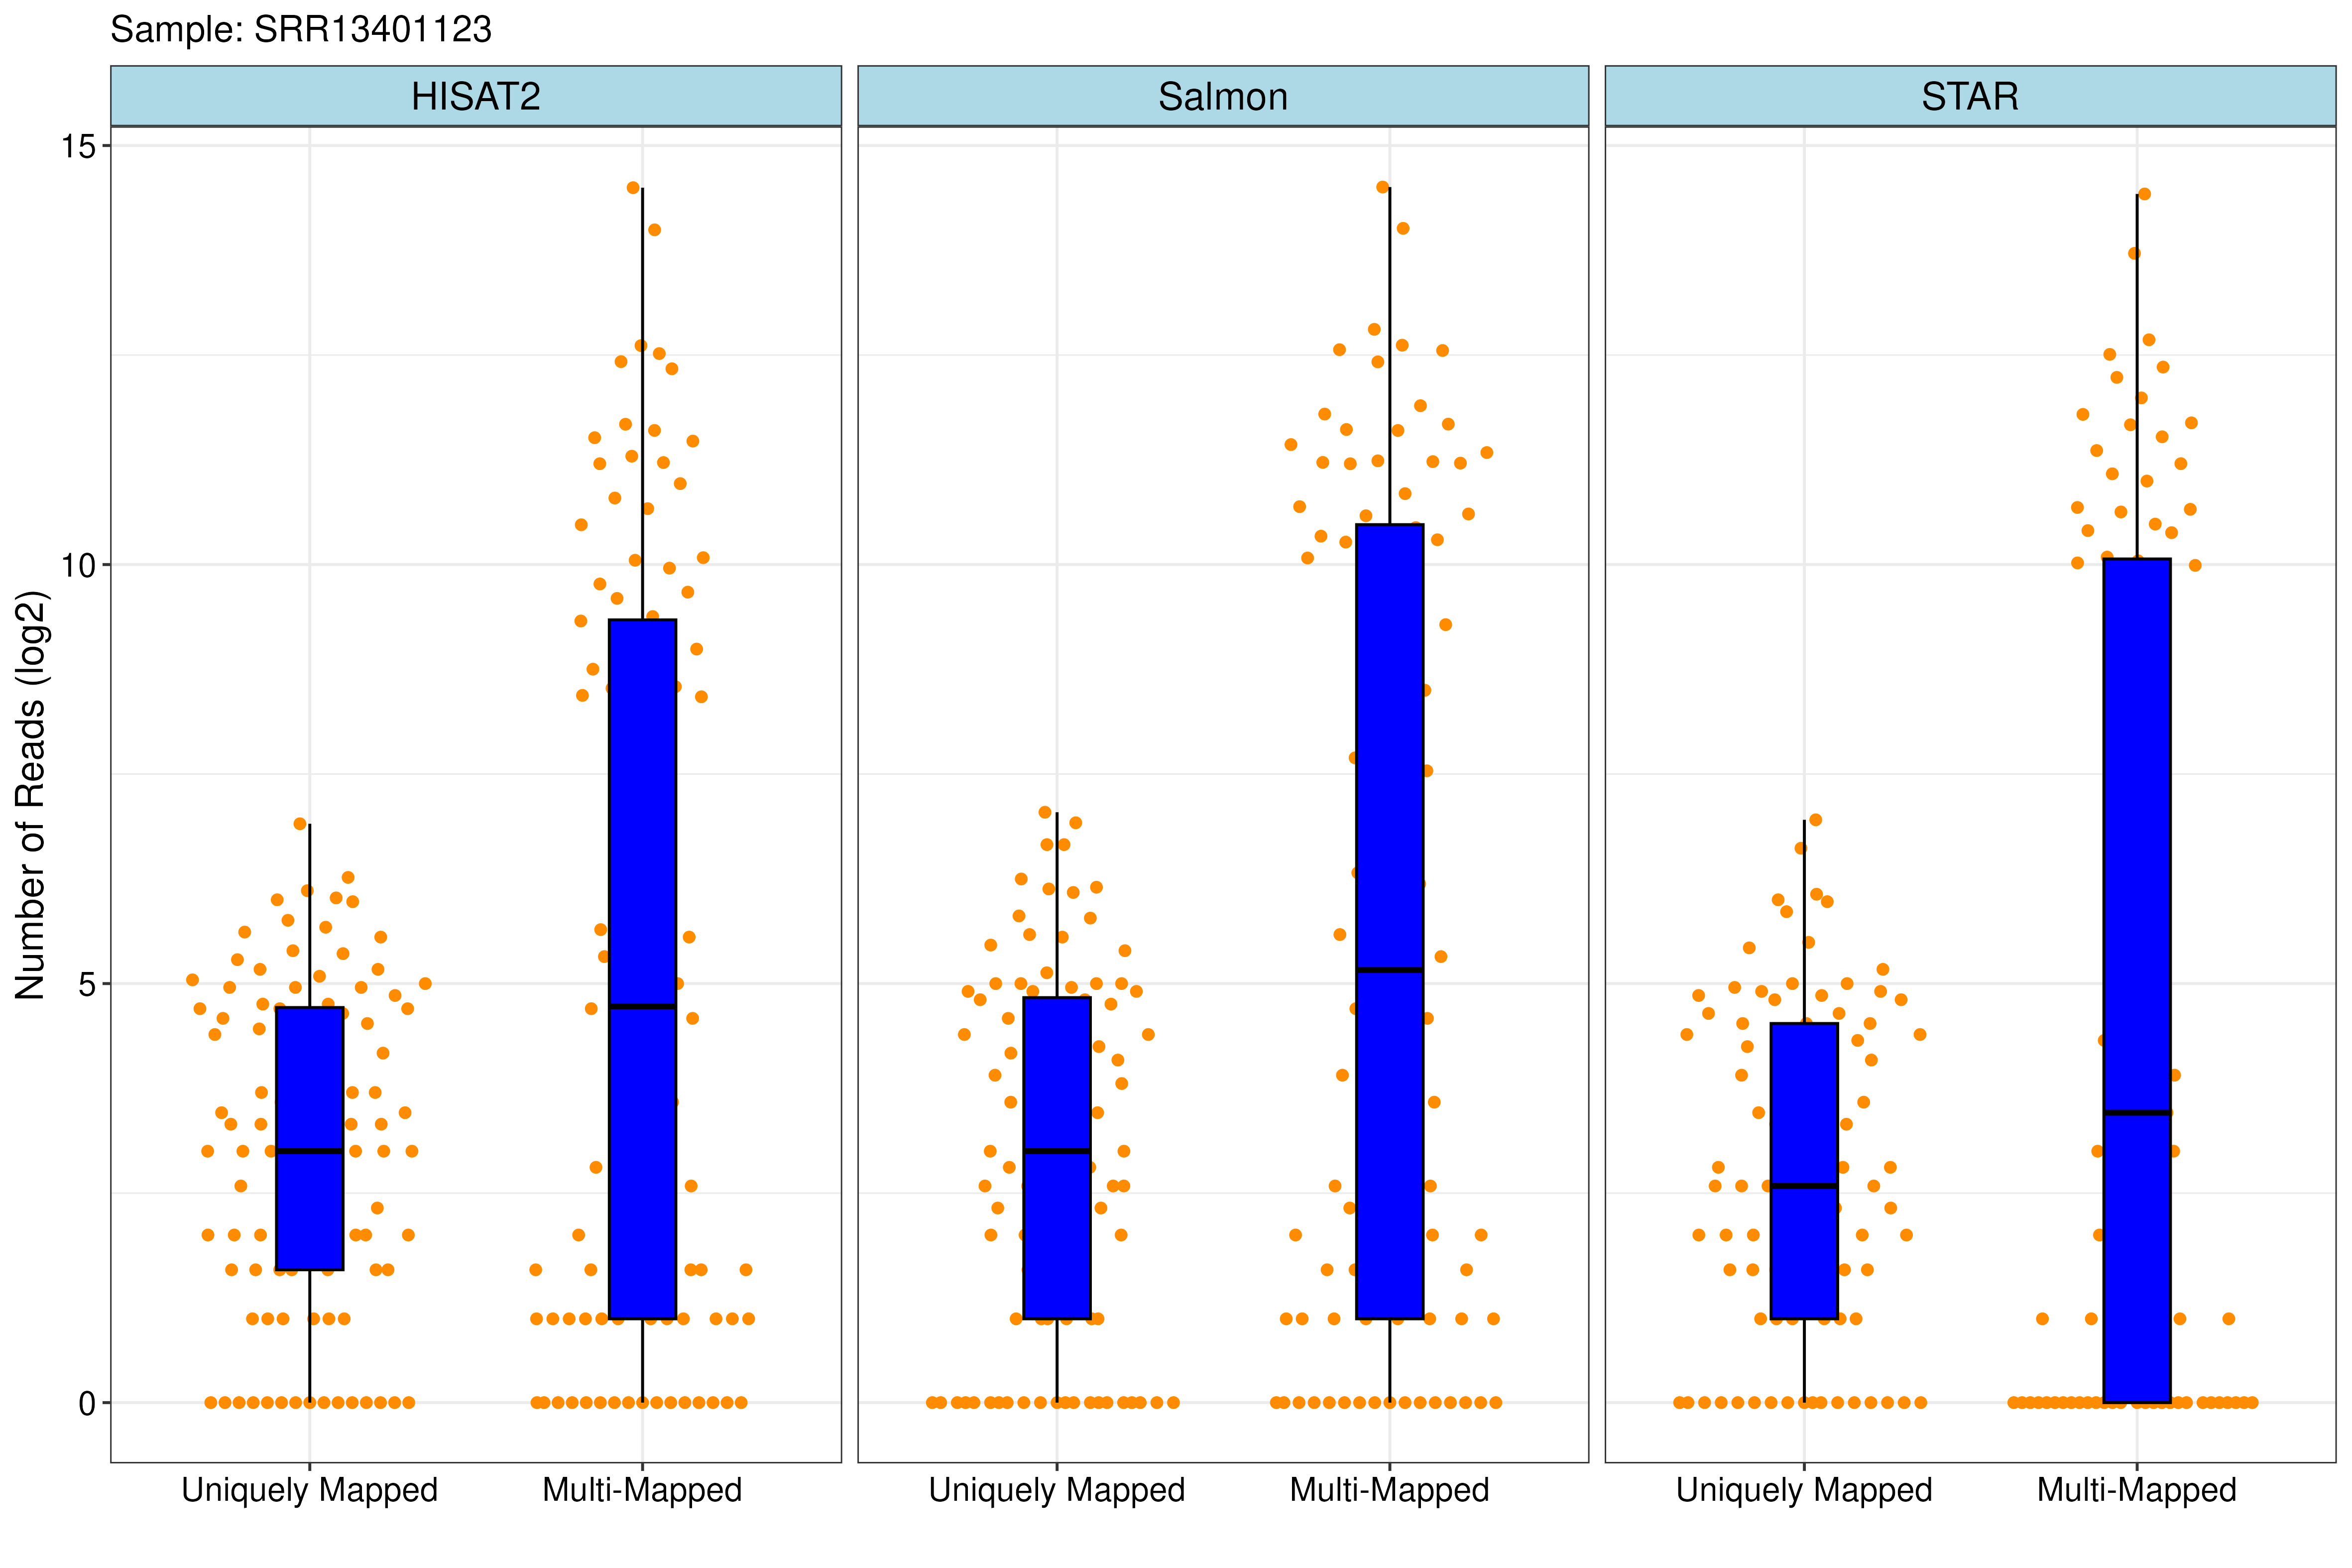 Sample: SRR13401123
HISAT2
Salmon
STAR
Number of Reads (log2)
15
10
5
0
Uniquely Mapped
Multi-Mapped
Uniquely Mapped
Multi-Mapped
Uniquely Mapped
Multi-Mapped